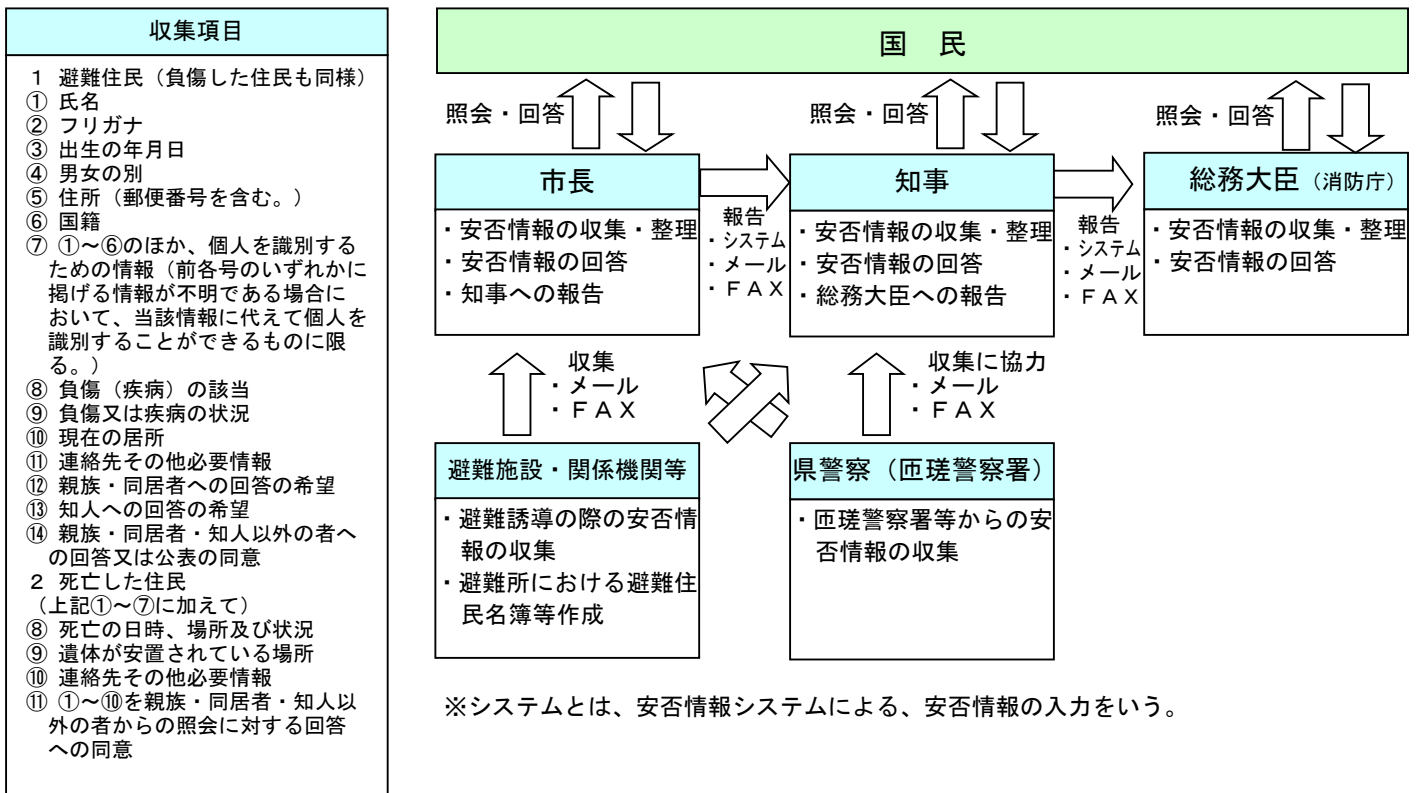 収集項目
１ 避難住民（負傷した住民も同様）
① 氏名
② フリガナ
③ 出生の年月日
④ 男女の別
⑤ 住所（郵便番号を含む。）
⑥ 国籍
⑦ ①～⑥のほか、個人を識別する
ための情報（前各号のいずれかに
掲げる情報が不明である場合に
おいて、当該情報に代えて個人を
識別することができるものに限
る。）
⑧ 負傷（疾病）の該当
⑨ 負傷又は疾病の状況
⑩ 現在の居所
⑪ 連絡先その他必要情報
⑫ 親族・同居者への回答の希望
⑬ 知人への回答の希望
⑭ 親族・同居者・知人以外の者へ
の回答又は公表の同意
２ 死亡した住民
（上記①～⑦に加えて）
⑧ 死亡の日時、場所及び状況
⑨ 遺体が安置されている場所
⑩ 連絡先その他必要情報
⑪ ①～⑩を親族・同居者・知人以
外の者からの照会に対する回答
への同意
国 民
照会・回答
照会・回答
照会・回答
市長
・安否情報の収集・整理
・安否情報の回答
・知事への報告
報告
・システム
・メール
・ＦＡＸ
知事
・安否情報の収集・整理
・安否情報の回答
・総務大臣への報告
報告
・システム
・メール
・ＦＡＸ
総務大臣（消防庁）
・安否情報の収集・整理
・安否情報の回答
収集
・メール
・ＦＡＸ
収集に協力
・メール
・ＦＡＸ
避難施設・関係機関等
・避難誘導の際の安否情
報の収集
・避難所における避難住
民名簿等作成
県警察（匝瑳警察署）
・匝瑳警察署等からの安
否情報の収集
※システムとは、安否情報システムによる、安否情報の入力をいう。